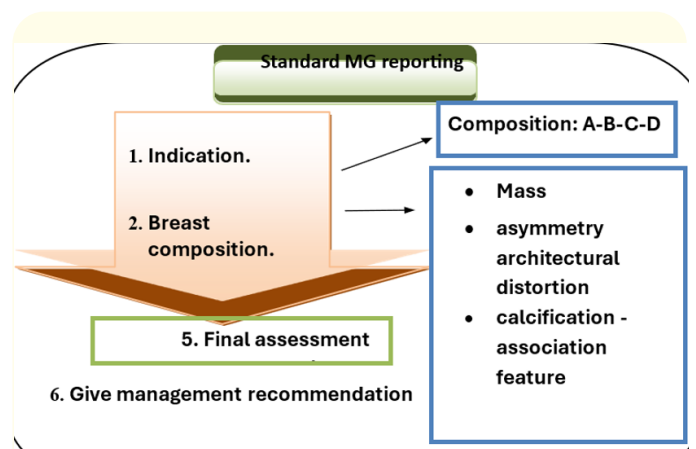 Standard MG reporting
Composition: A-B-C-D
1. Indication.
2. Breast
composition.
• Mass
• asymmetry
architectural
distortion
• calcification -
association
feature
5. Final assessment
6. Give management recommendation